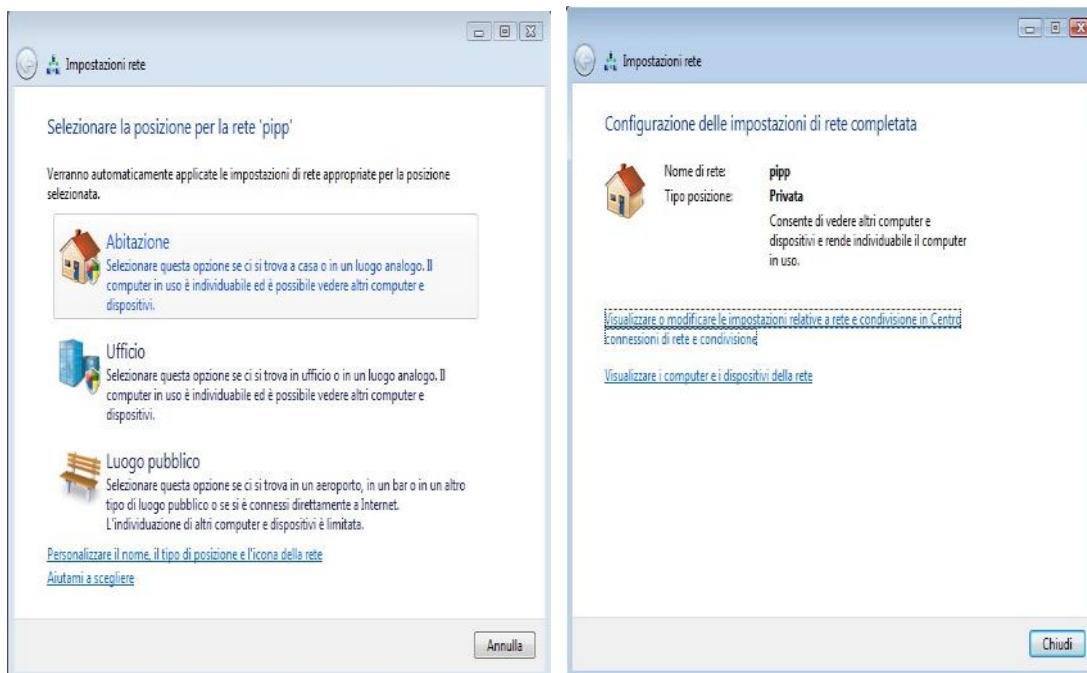 Impostazioni rete
Selezionare la posizione per la rete 'pipp'
Verranno automaticamente applicate le impostazioni di rete appropriate per la posizione
selezionata.
Abitazione
Selezionare questa opzione se ci si trova a casa o in un luogo analogo. Il
computer in uso è individuabile ed è possibile vedere altri computer e
dispositivi.
Ufficio
Selezionare questa opzione se ci si trova in ufficio o in un luogo analogo. Il
computer in uso è individuabile ed è possibile vedere altri computer e
dispositivi.
Luogo pubblico
Selezionare questa opzione se ci si trova in un aeroporto, in un bar o in un altro
tipo di luogo pubblico o se si è connessi direttamente a Internet.
L'individuazione di altri computer e dispositivi è limitata.
Personalizzare il nome, il tipo di posizione e l'icona della rete
Aiutami a scegliere
Annulla
Impostazioni rete
Configurazione delle impostazioni di rete completata
Nome di rete: pipp
Tipo posizione: Privata
Consente di vedere altri computer e
dispositivi e rende individuabile il computer
in uso.
Visualizzare o modificare le impostazioni relative a rete e condivisione in Centro
connessioni di rete e condivisione
Visualizzare i computer e i dispositivi della rete
Chiudi